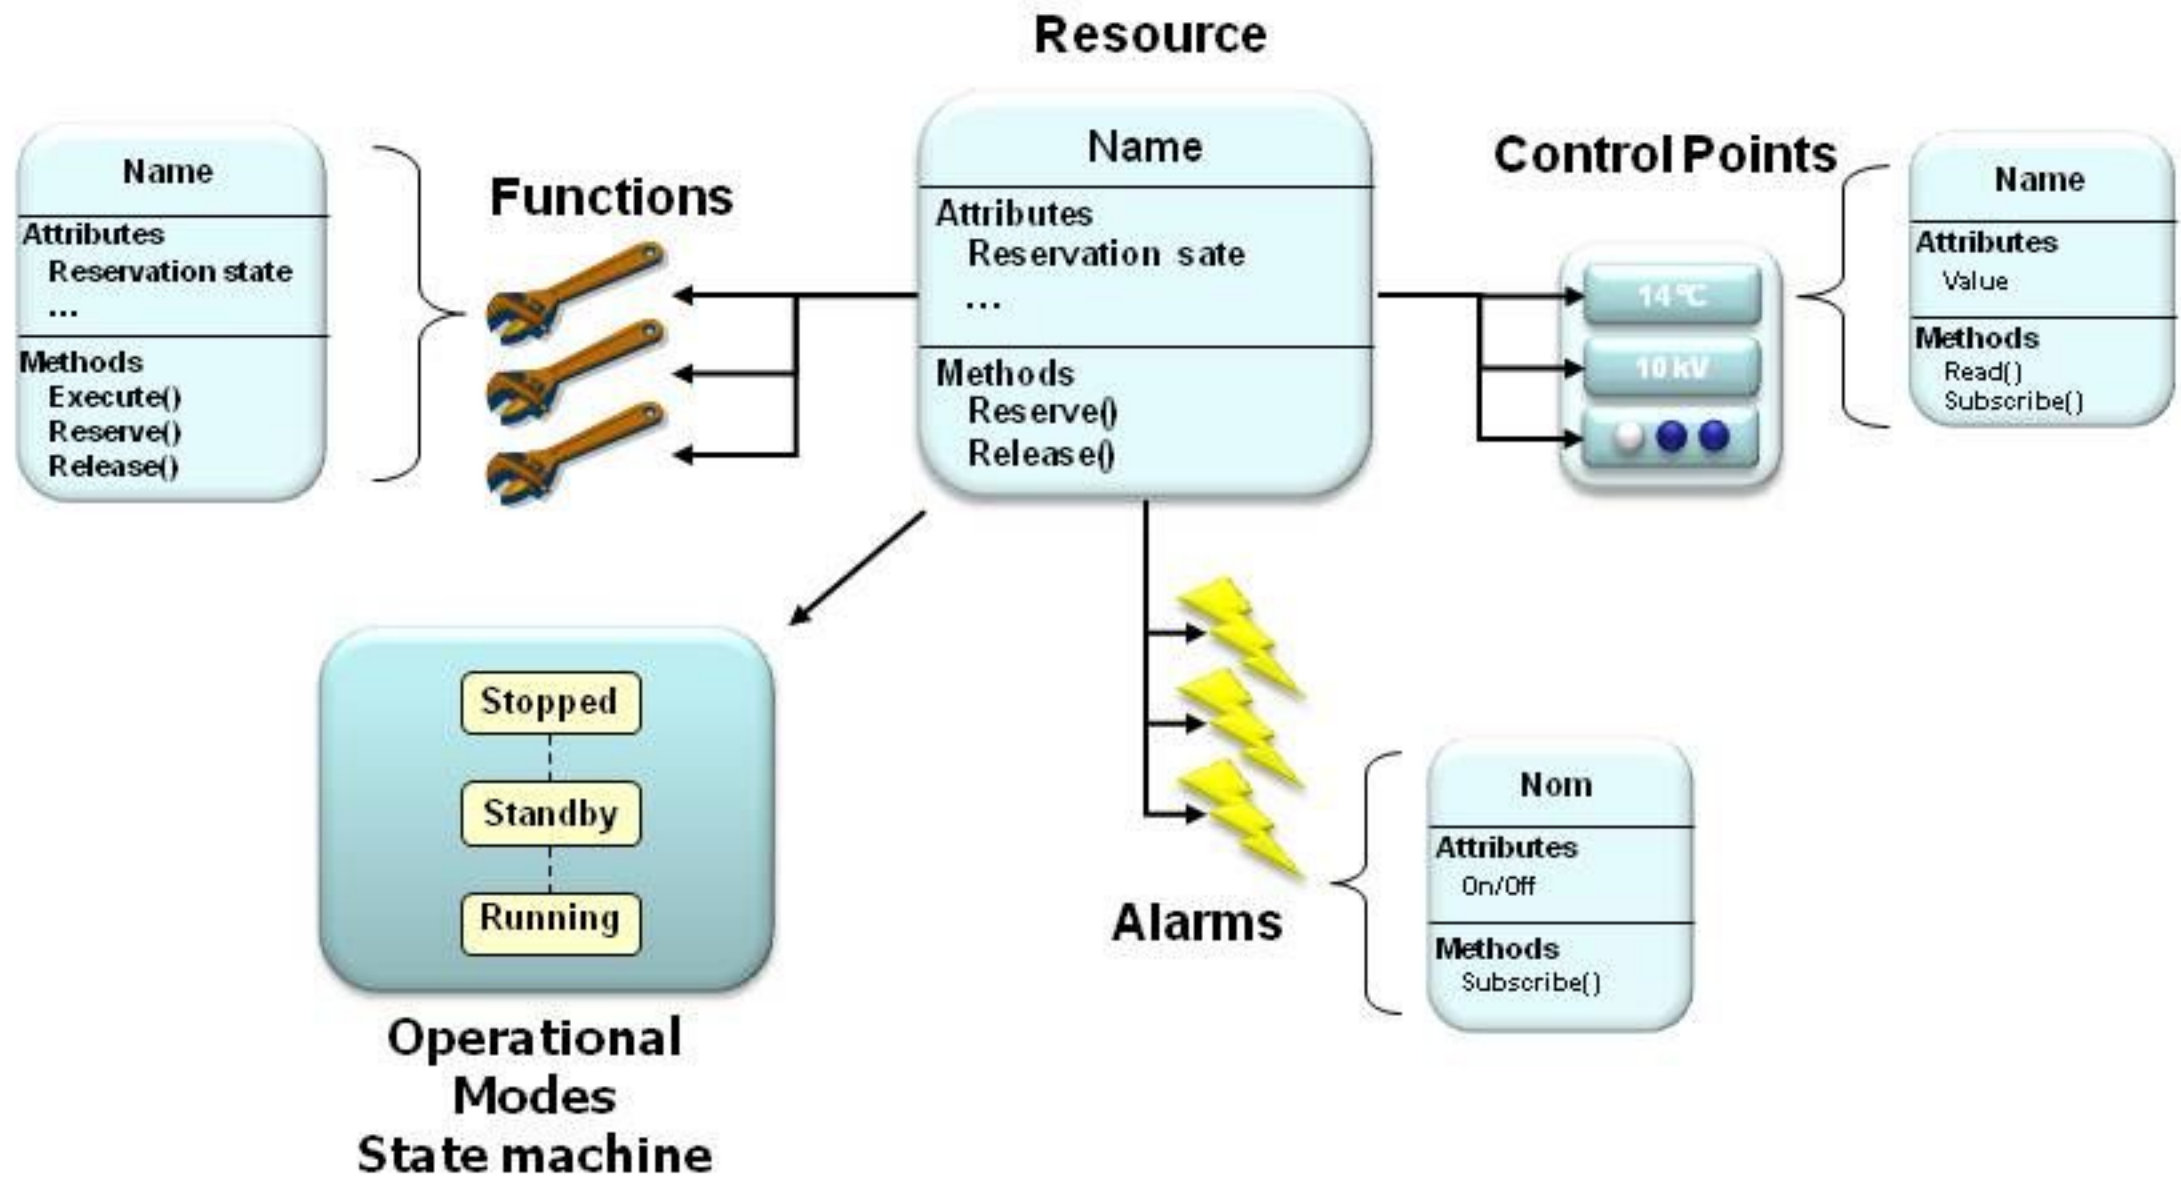 Resource
Name
Attributes
Reservation state
...
Methods
Execute()
Reserve()
Release()
Functions
Name
Attributes
Reservation sate
...
Methods
Reserve()
Release()
Control Points
14°C
10 kV
Name
Attributes
Value
Methods
Read()
Subscribe()
Stopped
Standby
Running
Operational
Modes
State machine
Alarms
Nom
Attributes
On/Off
Methods
Subscribe()